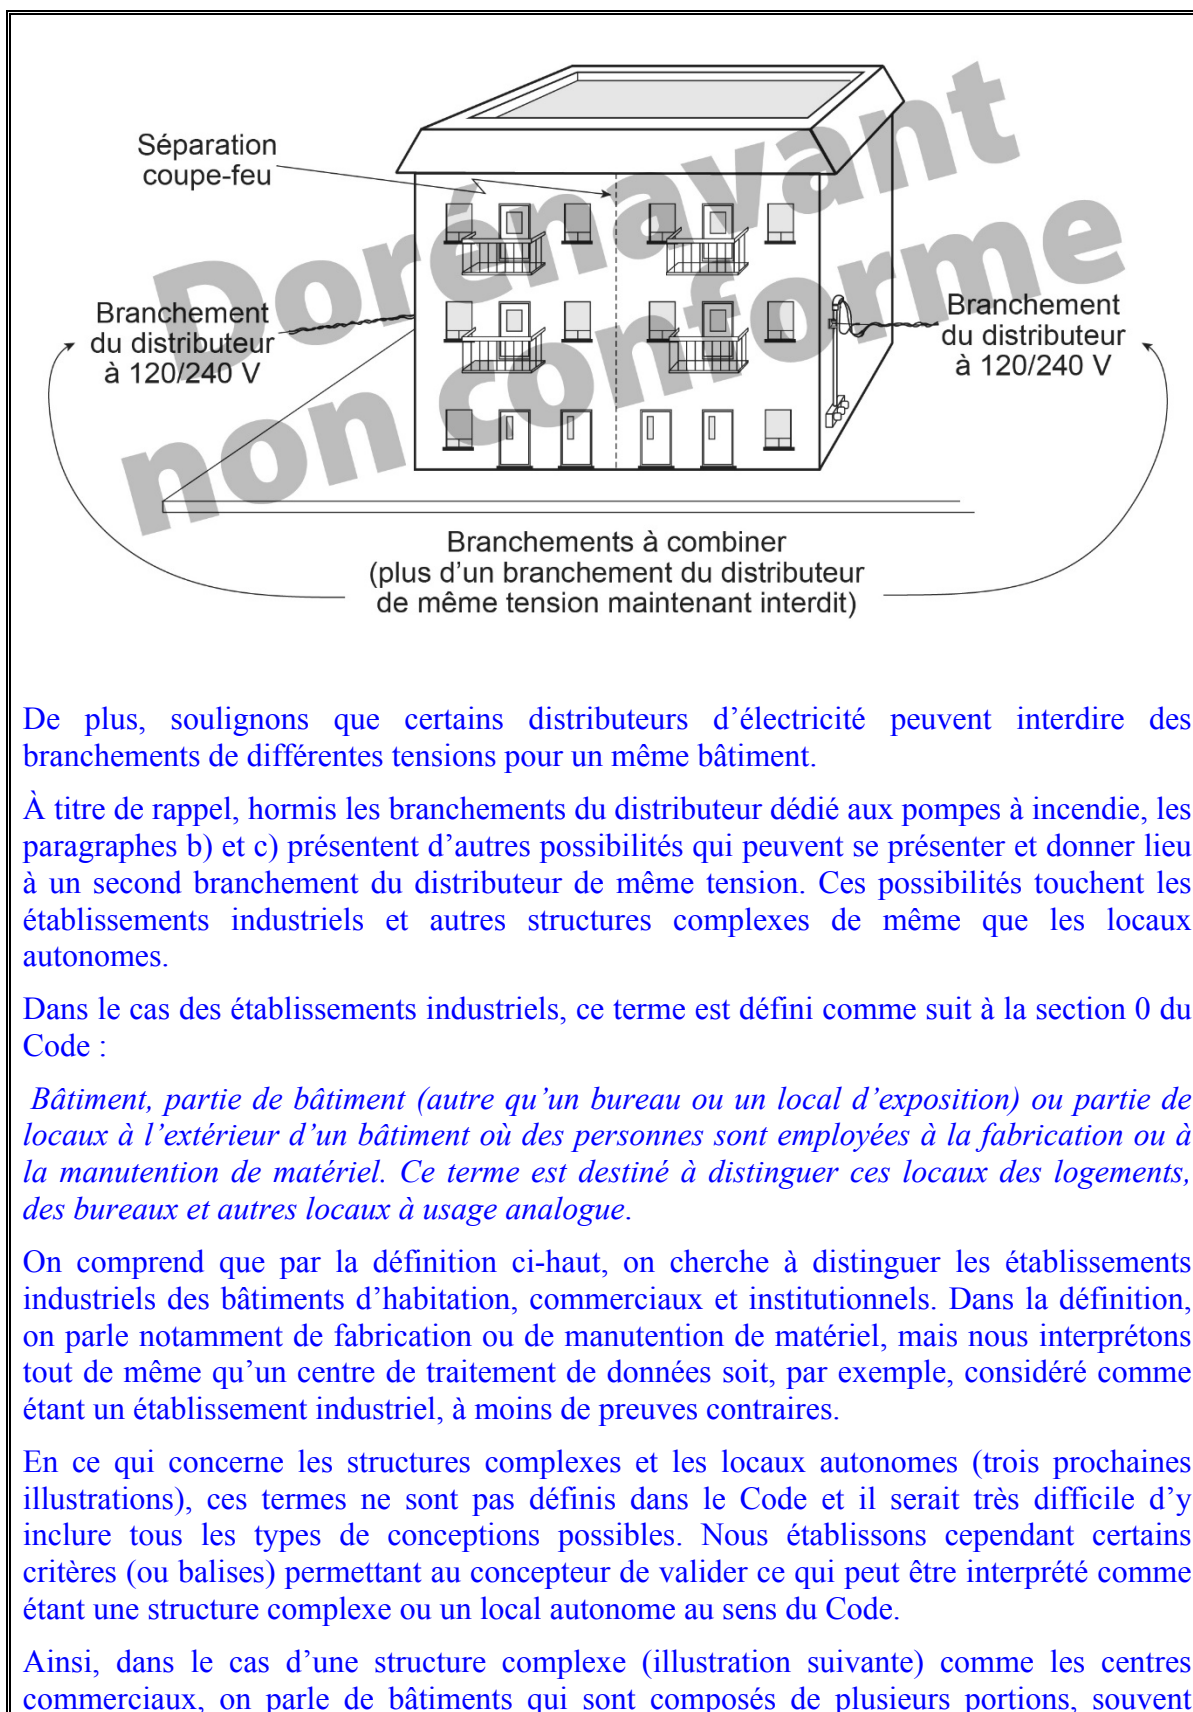 Séparation
coupe-feu
Dorénavant
non conforme
Branchement
du distributeur
à 120/240 V
Branchement
du distributeur
à 120/240 V
Branchements à combiner
(plus d'un branchement du distributeur
de même tension maintenant interdit)
De plus, soulignons que certains distributeurs d'électricité peuvent interdire des
branchements de différentes tensions pour un même bâtiment.
À titre de rappel, hormis les branchements du distributeur dédié aux pompes à incendie, les
paragraphes b) et c) présentent d'autres possibilités qui peuvent se présenter et donner lieu
à un second branchement du distributeur de même tension. Ces possibilités touchent les
établissements industriels et autres structures complexes de même que les locaux
autonomes.
Dans le cas des établissements industriels, ce terme est défini comme suit à la section 0 du
Code :
Bâtiment, partie de bâtiment (autre qu'un bureau ou un local d'exposition) ou partie de
locaux à l'extérieur d'un bâtiment où des personnes sont employées à la fabrication ou à
la manutention de matériel. Ce terme est destiné à distinguer ces locaux des logements,
des bureaux et autres locaux à usage analogue.
On comprend que par la définition ci-haut, on cherche à distinguer les établissements
industriels des bâtiments d'habitation, commerciaux et institutionnels. Dans la définition,
on parle notamment de fabrication ou de manutention de matériel, mais nous interprétons
tout de même qu'un centre de traitement de données soit, par exemple, considéré comme
étant un établissement industriel, à moins de preuves contraires.
En ce qui concerne les structures complexes et les locaux autonomes (trois prochaines
illustrations), ces termes ne sont pas définis dans le Code et il serait très difficile d'y
inclure tous les types de conceptions possibles. Nous établissons cependant certains
critères (ou balises) permettant au concepteur de valider ce qui peut être interprété comme
étant une structure complexe ou un local autonome au sens du Code.
Ainsi, dans le cas d'une structure complexe (illustration suivante) comme les centres
commerciaux, on parle de bâtiments qui sont composés de plusieurs portions, souvent